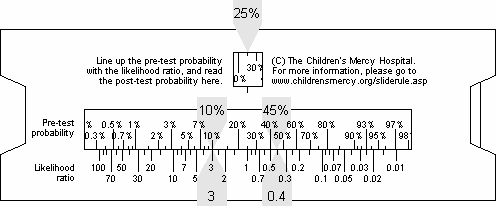 25%
Line up the pre-test probability
with the likelihood ratio, and read
the post-test probability here.
30%
0%
(C) The Children's Mercy Hospital.
For more information, please go to
www.childrensmercy.org/sliderule.asp
10% 45%
Pre-test
probability
% 0.5% 1% 3% 7% 20% 40% 60% 80% 93% 97%
0.3% 0.7% 2% 5% 10% 30% 50% 70% 90% 95% 98
Likelihood
ratio
100 50 20 7 3 1 0.5 0.2 0.07 0.03 0.01
70 30 10 5 2 0.7 0.3 0.1 0.05 0.02
3 0.4